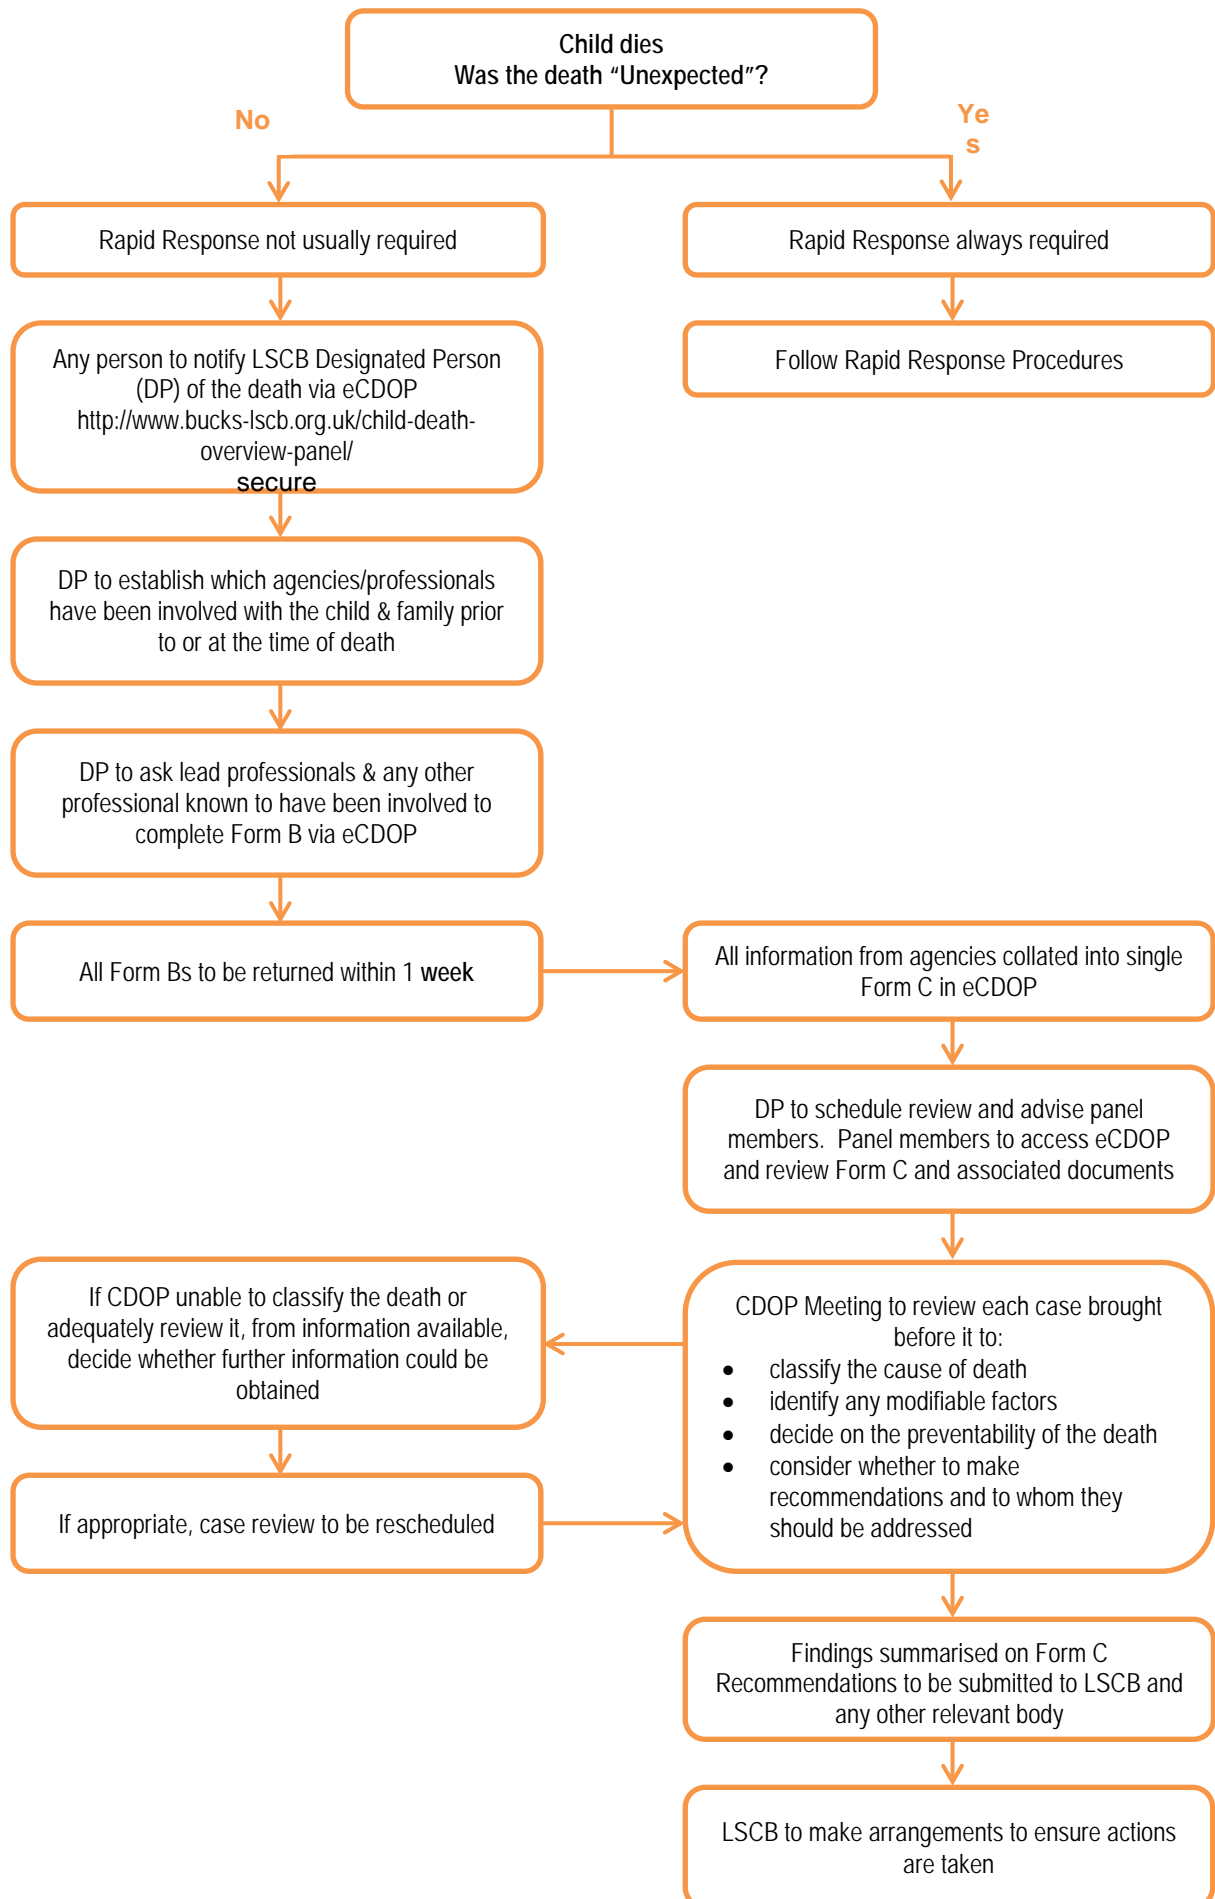 Child dies
Was the death “Unexpected”?
No
Ye
s
Rapid Response not usually required
Rapid Response always required
Any person to notify LSCB Designated Person
(DP) of the death via eCDOP
http://www.bucks-lscb.org.uk/child-death-
overview-panel/
secure
Follow Rapid Response Procedures
DP to establish which agencies/professionals
have been involved with the child & family prior
to or at the time of death
DP to ask lead professionals & any other
professional known to have been involved to
complete Form B via eCDOP
All Form Bs to be returned within 1 week
All information from agencies collated into single
Form C in eCDOP
DP to schedule review and advise panel
members.  Panel members to access eCDOP
and review Form C and associated documents
If CDOP unable to classify the death or
adequately review it, from information available,
decide whether further information could be
obtained
CDOP Meeting to review each case brought
before it to:
• classify the cause of death
• identify any modifiable factors
• decide on the preventability of the death
• consider whether to make
recommendations and to whom they
should be addressed
If appropriate, case review to be rescheduled
Findings summarised on Form C
Recommendations to be submitted to LSCB and
any other relevant body
LSCB to make arrangements to ensure actions
are taken